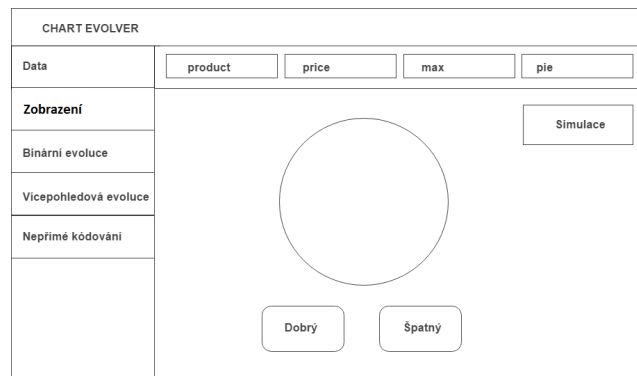 CHART EVOLVER
Data
product
price
max
pie
Zobrazení
Simulace
Binární evoluce
Vícepohledová evoluce
Nepřímé kódování
Dobrý
Špatný